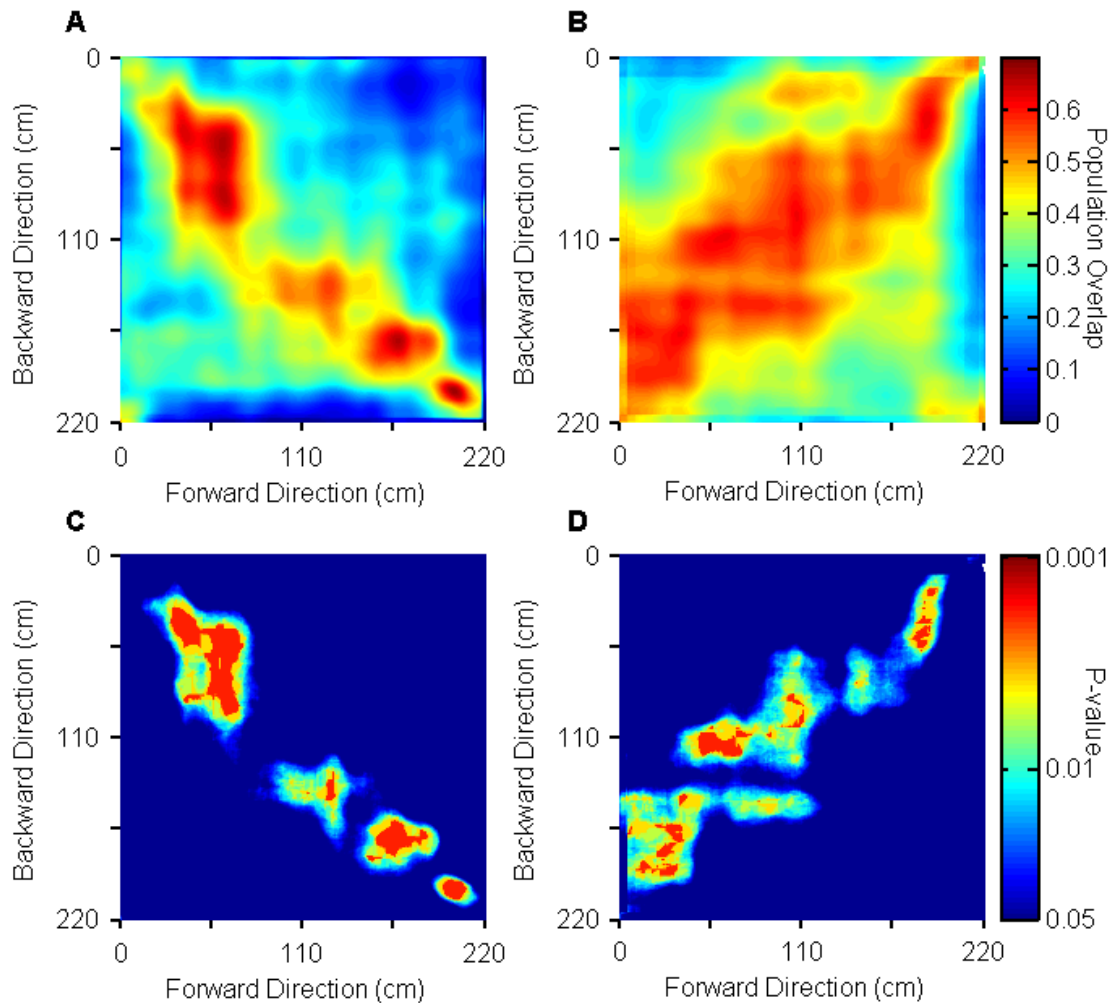 A
B
0
110
220
Backward Direction (cm)
0
110
220
Forward Direction (cm)
0
110
220
Backward Direction (cm)
0
110
220
Forward Direction (cm)
0.6
0.5
0.4
0.3
0.2
0.1
0
Population Overlap
C
D
0
110
220
Backward Direction (cm)
0
110
220
Forward Direction (cm)
0
110
220
Backward Direction (cm)
0
110
220
Forward Direction (cm)
0.001
0.01
0.05
P-value